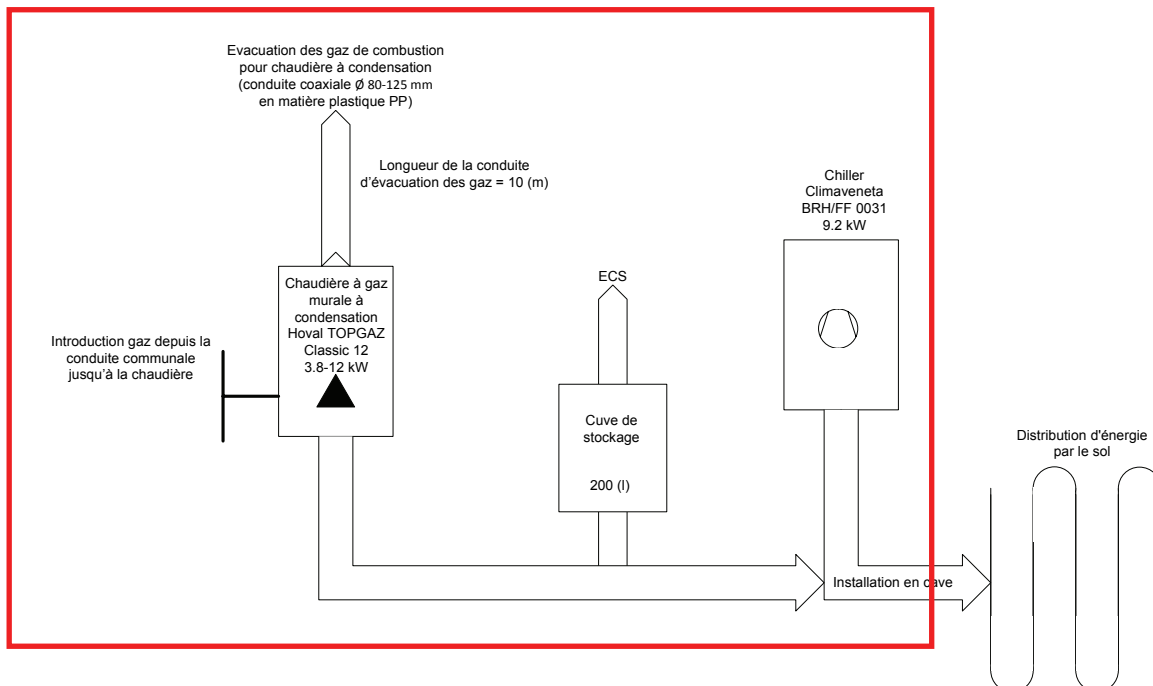 Evacuation des gaz de combustion
pour chaudière à condensation
(conduite coaxiale Ø 80-125 mm
en matière plastique PP)
Longueur de la conduite
d'évacuation des gaz = 10 (m)
Chiller
Climaveneta
BRH/FF 0031
9.2 kW
Chaudière à gaz
murale à
condensation
Hoval TOPGAZ
Classic 12
3.8-12 kW
ECS
Introduction gaz depuis la
conduite communale
jusqu'à la chaudière
Cuve de
stockage
200 (l)
Distribution d'énergie
par le sol
Installation en cave